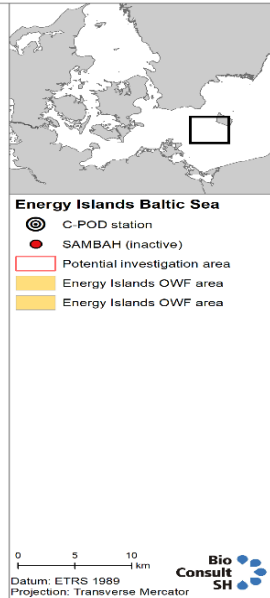 Energy Islands Baltic Sea
C-POD station
SAMBAH (inactive)
Potential investigation area
Energy Islands OWF area
Energy Islands OWF area
0 5 10
km
Bio
Consult
SH
Datum: ETRS 1989
Projection: Transverse Mercator